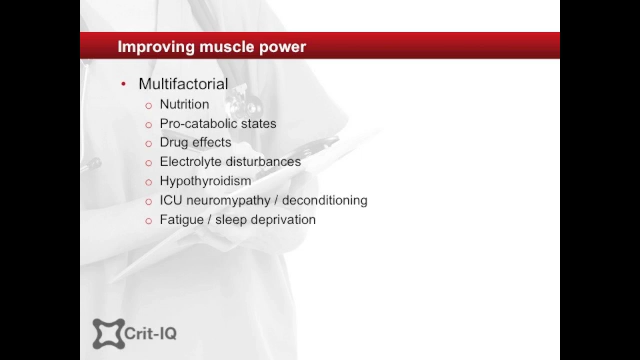 Improving muscle power
• Multifactorial
o Nutrition
o Pro-catabolic states
o Drug effects
o Electrolyte disturbances
o Hypothyroidism
o ICU neuromypathy / deconditioning
o Fatigue / sleep deprivation
Crit-IQ